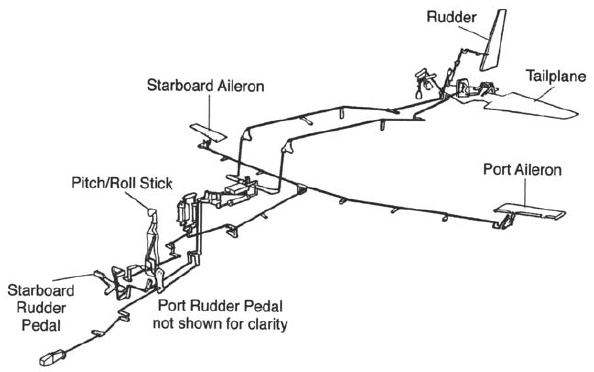 Rudder
Tailplane
Starboard Aileron
Port Aileron
Pitch/Roll Stick
Starboard
Rudder
Pedal
Port Rudder Pedal
not shown for clarity